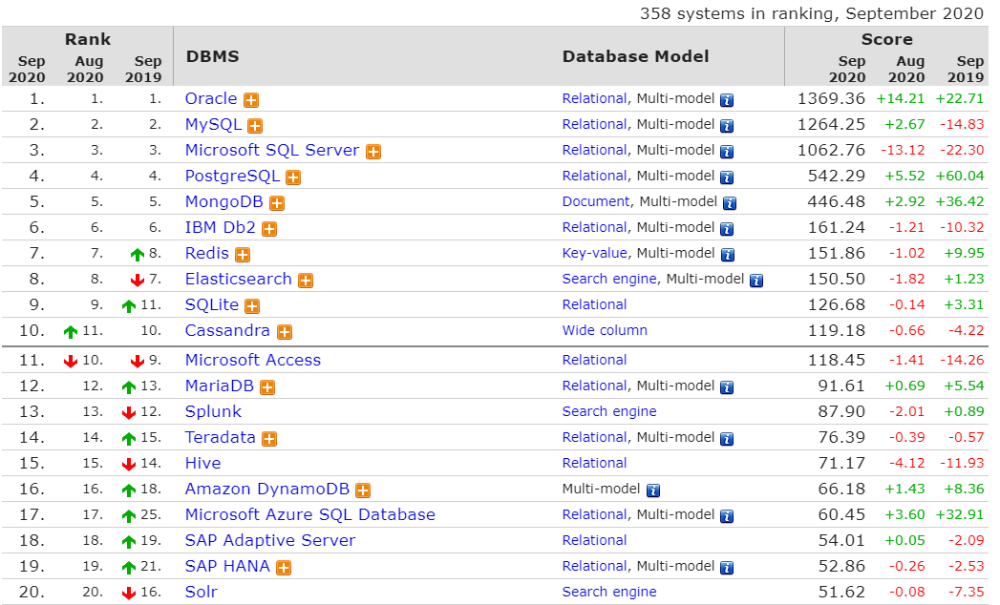 358 systems in ranking, September 2020
Rank DBMS Database Model Score
Sep 2020 Aug 2020 Sep 2019 Sep 2020 Aug 2020 Sep 2019
1. 1. 1. Oracle Relational, Multi-model 1369.36 +14.21 +22.71
2. 2. 2. MySQL Relational, Multi-model 1264.25 +2.67 -14.83
3. 3. 3. Microsoft SQL Server Relational, Multi-model 1062.76 -13.12 -22.30
4. 4. 4. PostgreSQL Relational, Multi-model 542.29 +5.52 +60.04
5. 5. 5. MongoDB Document, Multi-model 446.48 +2.92 +36.42
6. 6. 6. IBM Db2 Relational, Multi-model 161.24 -1.21 -10.32
7. 7. 8. Redis Key-value, Multi-model 151.86 -1.02 +9.95
8. 8. 7. Elasticsearch Search engine, Multi-model 150.50 -1.82 +1.23
9. 9. 11. SQLite Relational 126.68 -0.14 +3.31
10. 11. 10. Cassandra Wide column 119.18 -0.66 -4.22
11. 10. 9. Microsoft Access Relational 118.45 -1.41 -14.26
12. 12. 13. MariaDB Relational, Multi-model 91.61 +0.69 +5.54
13. 13. 12. Splunk Search engine 87.90 -2.01 +0.89
14. 14. 15. Teradata Relational, Multi-model 76.39 -0.39 -0.57
15. 15. 14. Hive Relational 71.17 -4.12 -11.93
16. 16. 18. Amazon DynamoDB Multi-model 66.18 +1.43 +8.36
17. 17. 25. Microsoft Azure SQL Database Relational, Multi-model 60.45 +3.60 +32.91
18. 18. 19. SAP Adaptive Server Relational 54.01 +0.05 -2.09
19. 19. 21. SAP HANA Relational, Multi-model 52.86 -0.26 -2.53
20. 20. 16. Solr Search engine 51.62 -0.08 -7.35